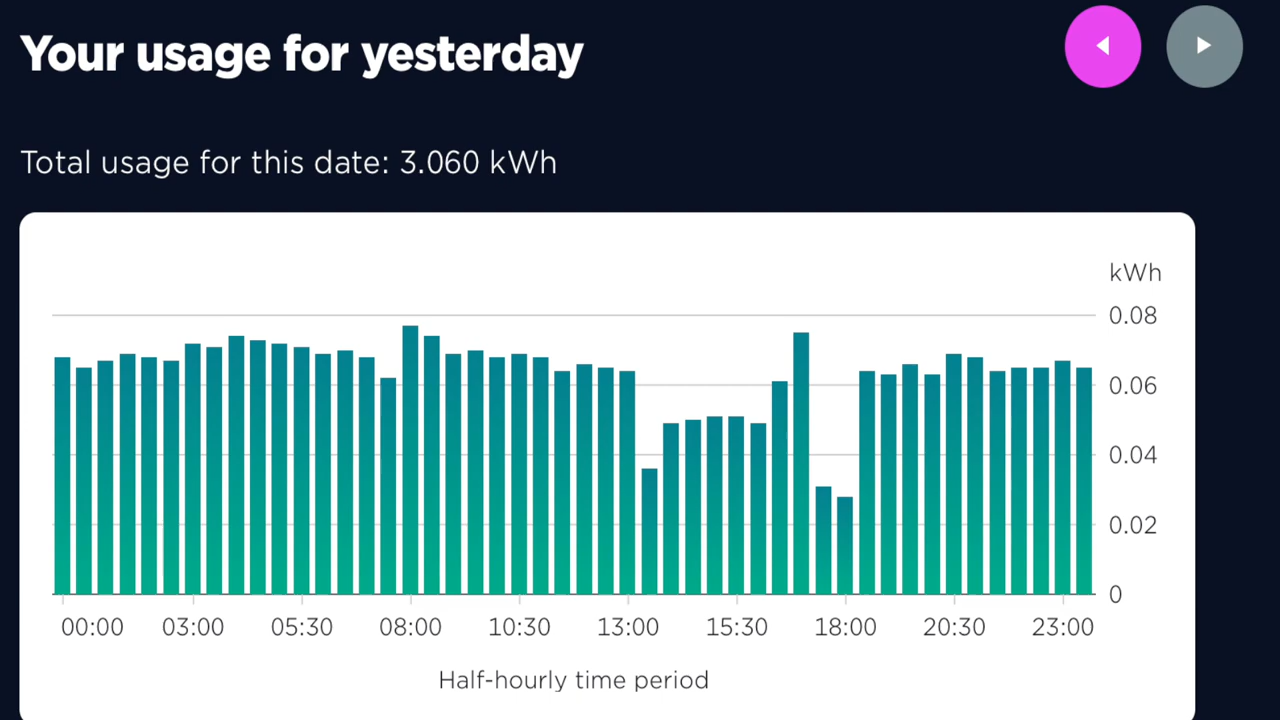 Your usage for yesterday
Total usage for this date: 3.060 kWh
kWh
0.08
0.06
0.04
0.02
0
00:00 03:00 05:30 08:00 10:30 13:00 15:30 18:00 20:30 23:00
Half-hourly time period